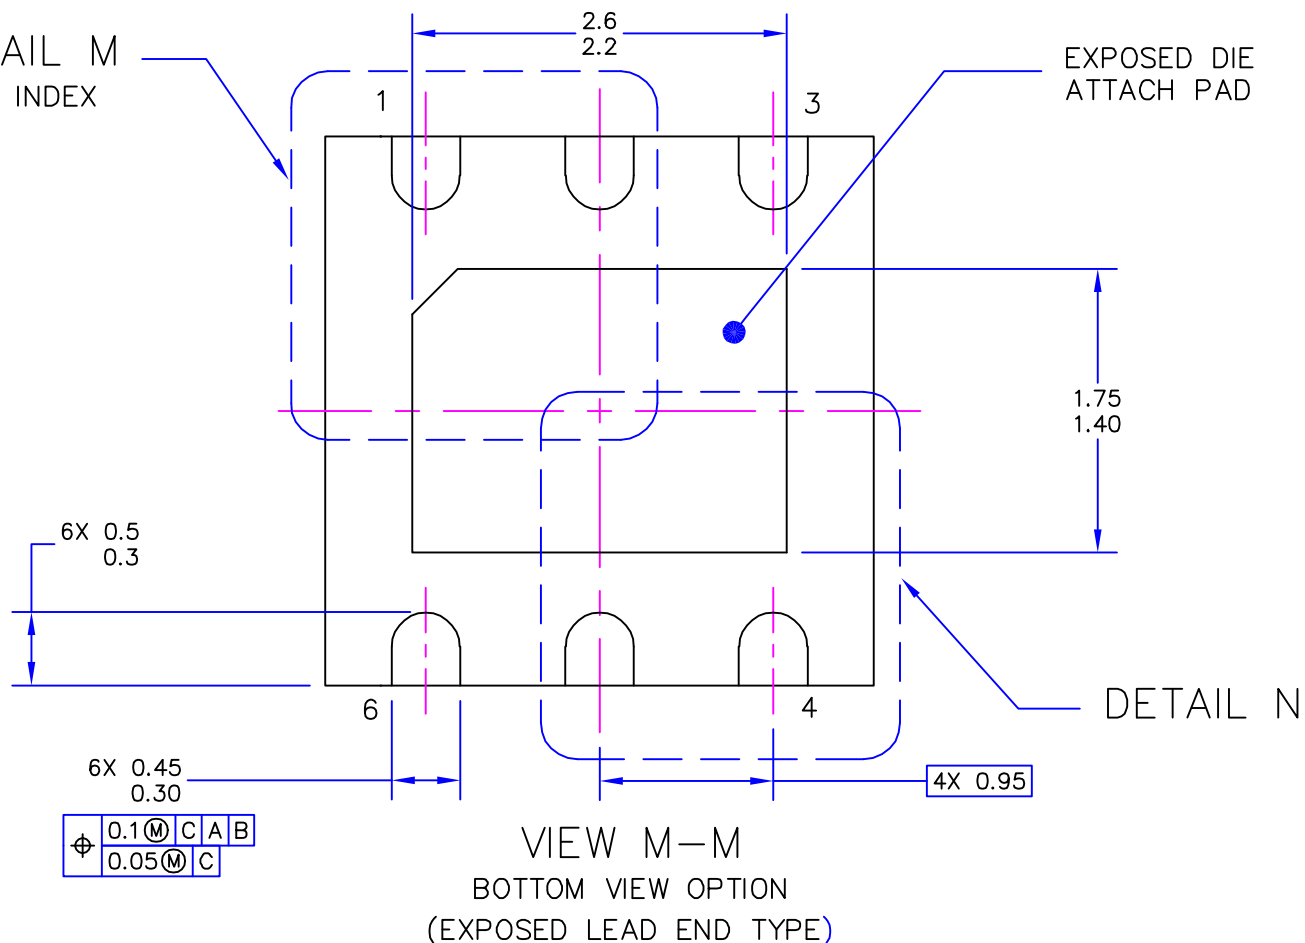 2.6
2.2
AIL M
INDEX
EXPOSED DIE
ATTACH PAD
1
3
1.75
1.40
6X 0.5
0.3
6
4
DETAIL N
6X 0.45
0.30
4X 0.95
⌖ 0.1Ⓜ C A B
0.05Ⓜ C
VIEW M-M
BOTTOM VIEW OPTION
(EXPOSED LEAD END TYPE)